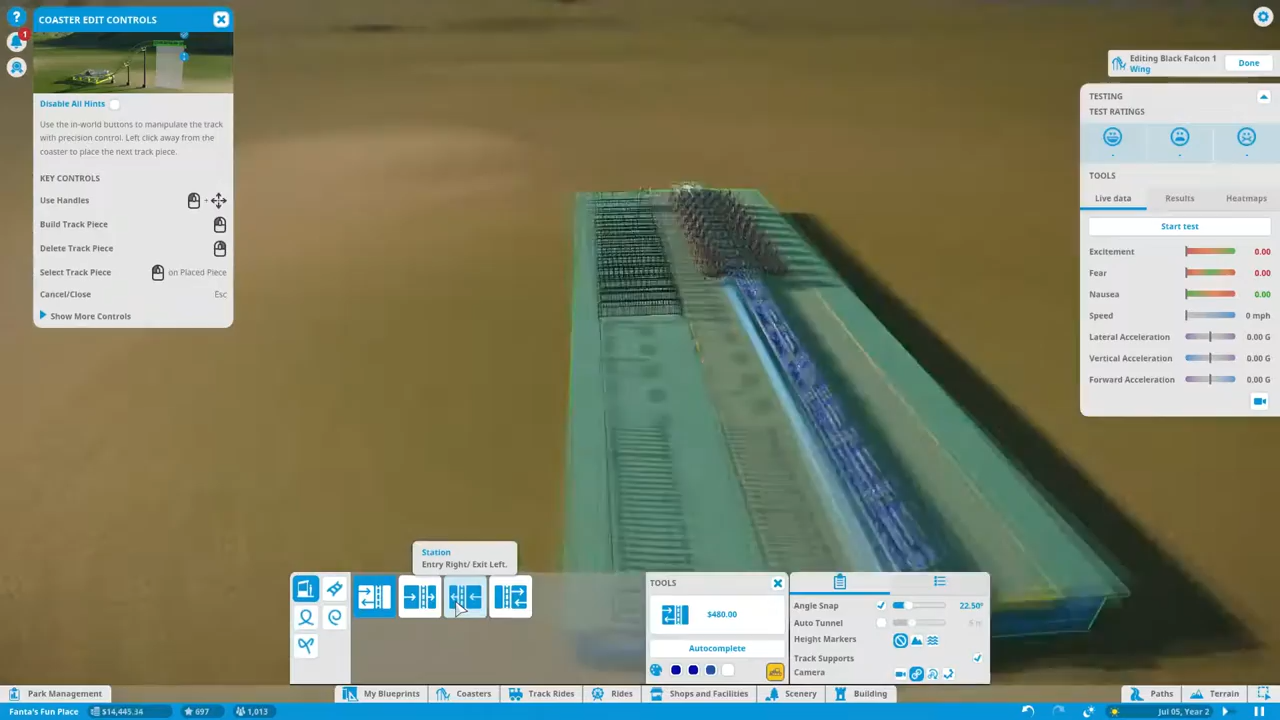 ?
1
COASTER EDIT CONTROLS
Disable All Hints
Use the in-world buttons to manipulate the track
with precision control. Left click away from the
coaster to place the next track piece.
KEY CONTROLS
Use Handles
+
Build Track Piece
Delete Track Piece
Select Track Piece
on Placed Piece
Cancel/Close
Esc
Show More Controls
Editing Black Falcon 1
Wing
Done
TESTING
TEST RATINGS
- - -
TOOLS
Live data
Results
Heatmaps
Start test
Excitement 0.00
Fear 0.00
Nausea 0.00
Speed 0 mph
Lateral Acceleration 0.00 G
Vertical Acceleration 0.00 G
Forward Acceleration 0.00 G
Station
Entry Right/ Exit Left.
TOOLS
$480.00
Autocomplete
Angle Snap 22.50°
Auto Tunnel
Height Markers
Track Supports
Camera
Park Management
My Blueprints
Coasters
Track Rides
Rides
Shops and Facilities
Scenery
Building
Paths
Terrain
Fanta's Fun Place
$14,445.34
697
1,013
Jul 05, Year 2